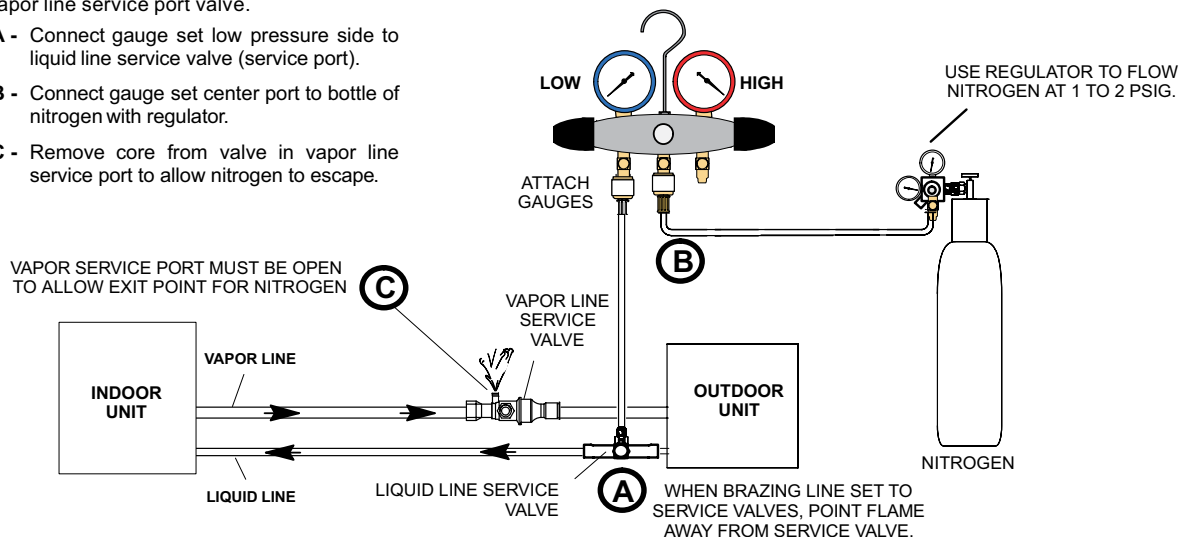 vapor line service port valve.
A - Connect gauge set low pressure side to
liquid line service valve (service port).
B - Connect gauge set center port to bottle of
nitrogen with regulator.
C - Remove core from valve in vapor line
service port to allow nitrogen to escape.
LOW
HIGH
USE REGULATOR TO FLOW
NITROGEN AT 1 TO 2 PSIG.
ATTACH
GAUGES
B
VAPOR SERVICE PORT MUST BE OPEN
TO ALLOW EXIT POINT FOR NITROGEN
C
VAPOR LINE
SERVICE
VALVE
VAPOR LINE
INDOOR
UNIT
OUTDOOR
UNIT
NITROGEN
LIQUID LINE
LIQUID LINE SERVICE
VALVE
A
WHEN BRAZING LINE SET TO
SERVICE VALVES, POINT FLAME
AWAY FROM SERVICE VALVE.